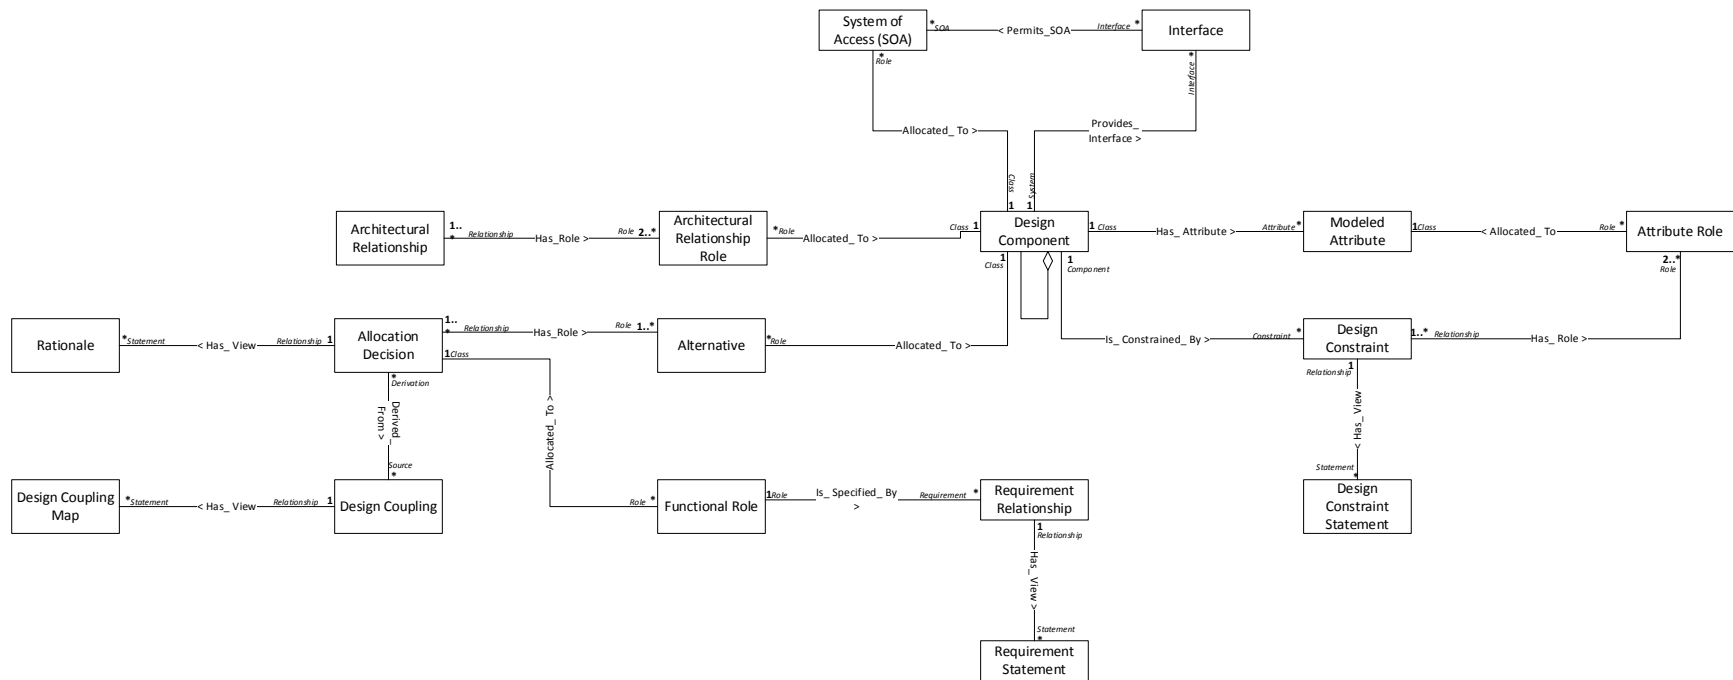 System of
Access (SOA)
*
SOA
< Permits_SOA
Interface
*
Interface
*
Role
*
Interface
Allocated_ To >
Provides_
Interface >
Class
1
System
1
Architectural
Relationship
1..
*
Relationship
Has_Role >
Role
2..*
Architectural
Relationship
Role
*Role
Allocated_ To >
Class
1
Design
Component
1
Class
Has_ Attribute >
Attribute
*
Modeled
Attribute
1Class
< Allocated_ To
Role
*
Attribute Role
1
Class
1
Component
2..*
Role
Rationale
*Statement
< Has_ View
Relationship
1
Allocation
Decision
1..
*
Relationship
Has_Role >
Role
1..*
Alternative
*Role
Allocated_ To >
Is_ Constrained_ By >
Constraint
*
Design
Constraint
1..*
Relationship
Has_ Role >
1Class
*
Derivation
Derived_
From >
Source
*
Allocated_ To >
1
Relationship
< Has_ View
Statement
*
Design Coupling
Map
*Statement
< Has_ View
Relationship
1
Design Coupling
Role
*
Functional Role
1Role
Is_ Specified_ By
>
Requirement
*
Requirement
Relationship
Design
Constraint
Statement
1
Relationship
Has_ View >
Statement
*
Requirement
Statement